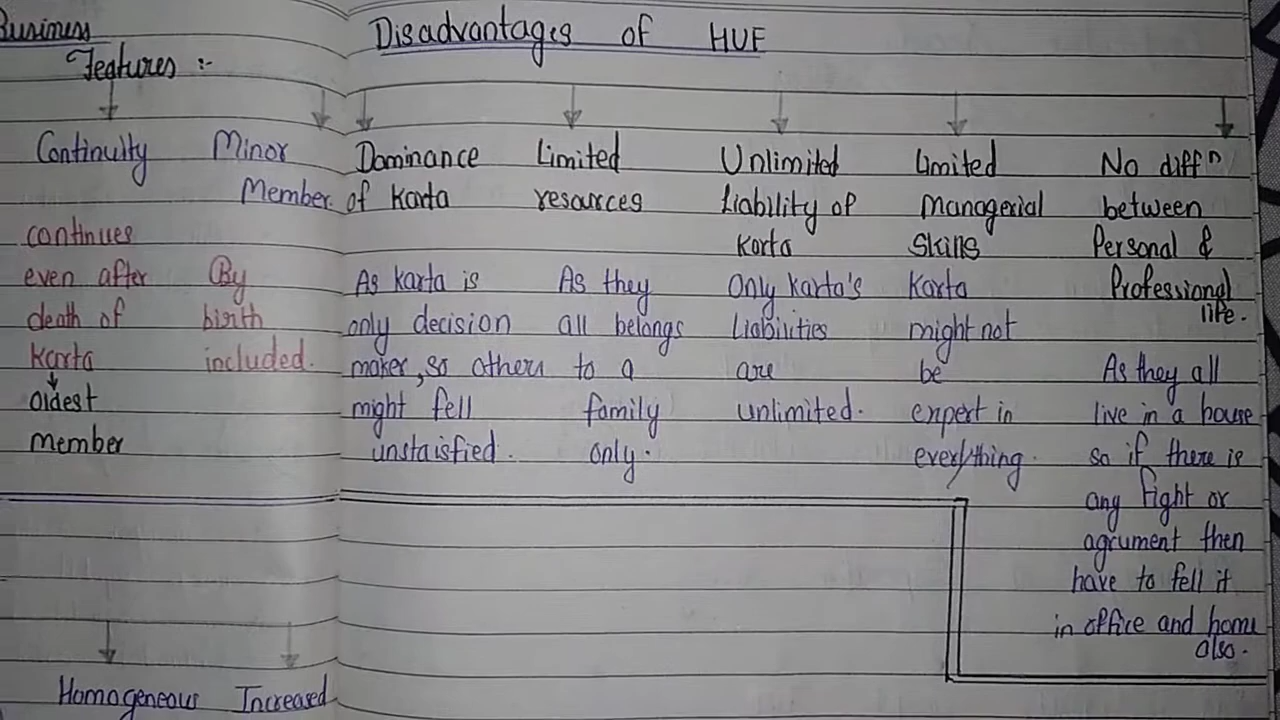 Business
Features :-
Continuity
continues
even after
death of
Karta
oldest
member
Minor
Member
By
birth
included.
Homogeneous
Increased
Disadvantages of HUF
Dominance
of Karta
As karta is
only decision
maker, so others
might fell
unstaisfied.
Limited
resources
As they
all belongs
to a
family
only.
Unlimited
Liability of
Karta
Only karta's
Liabilities
are
unlimited.
Limited
Managerial
Skills
Karta
might not
be
expert in
everything.
No diffⁿ
between
Personal &
Professional
life.
As they all
live in a house
so if there is
any fight or
agrument then
have to fell it
in office and home
also.